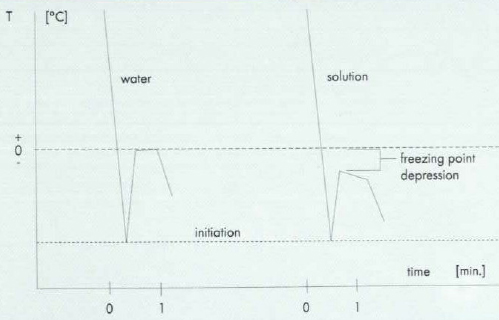 T [°C]
water
solution
+
0
-
freezing point
depression
initiation
time [min.]
0 1 0 1